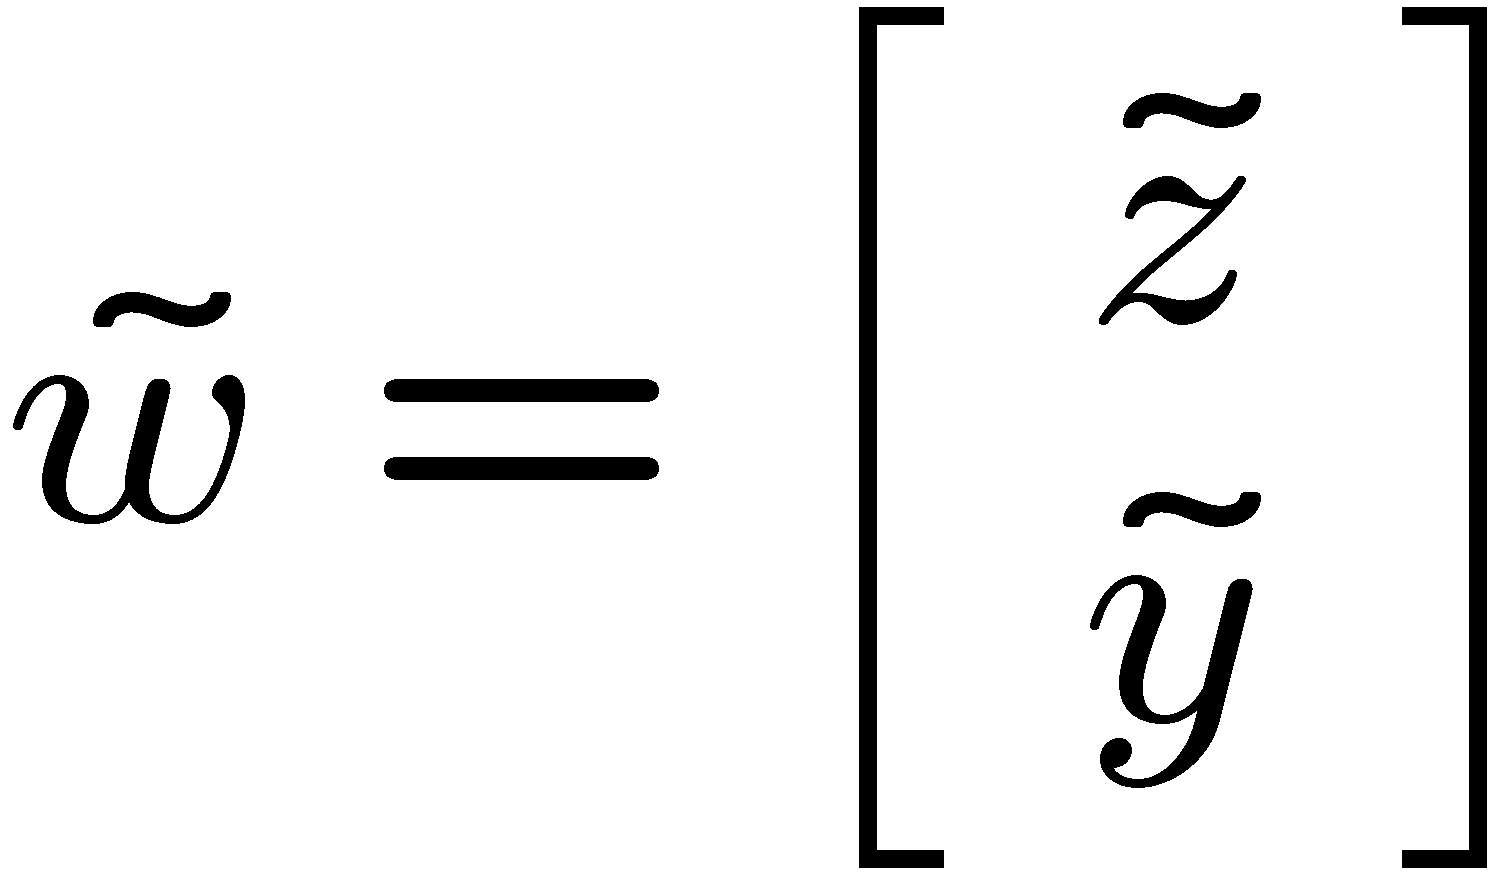 w̃ = [ z̃
ỹ ]